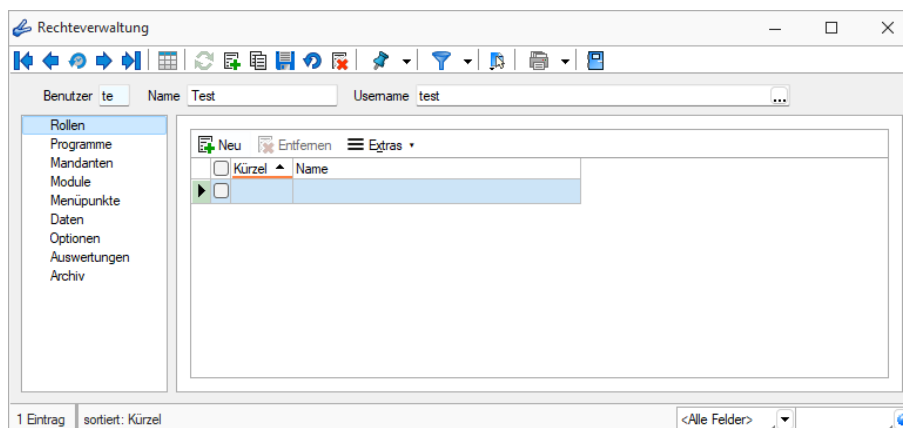 Rechteverwaltung
Benutzer te Name Test Username test ...
Rollen
Programme
Mandanten
Module
Menüpunkte
Daten
Optionen
Auswertungen
Archiv
Neu Entfernen Extras
Kürzel Name
1 Eintrag sortiert: Kürzel <Alle Felder>